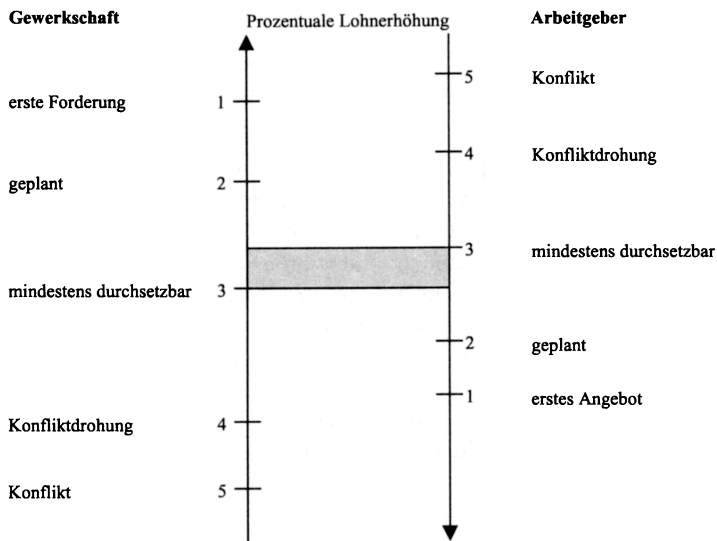 Gewerkschaft Prozentuale Lohnerhöhung Arbeitgeber
5 Konflikt
erste Forderung 1
4 Konfliktdrohung
geplant 2
3 mindestens durchsetzbar
mindestens durchsetzbar 3
2 geplant
1 erstes Angebot
Konfliktdrohung 4
Konflikt 5